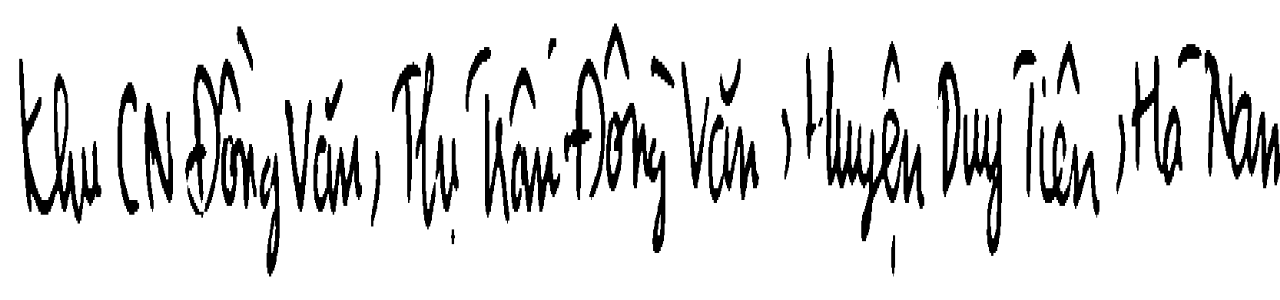 Khu CN Đồng Văn, Thị Trấn Đồng Văn, Huyện Duy Tiên, Hà Nam